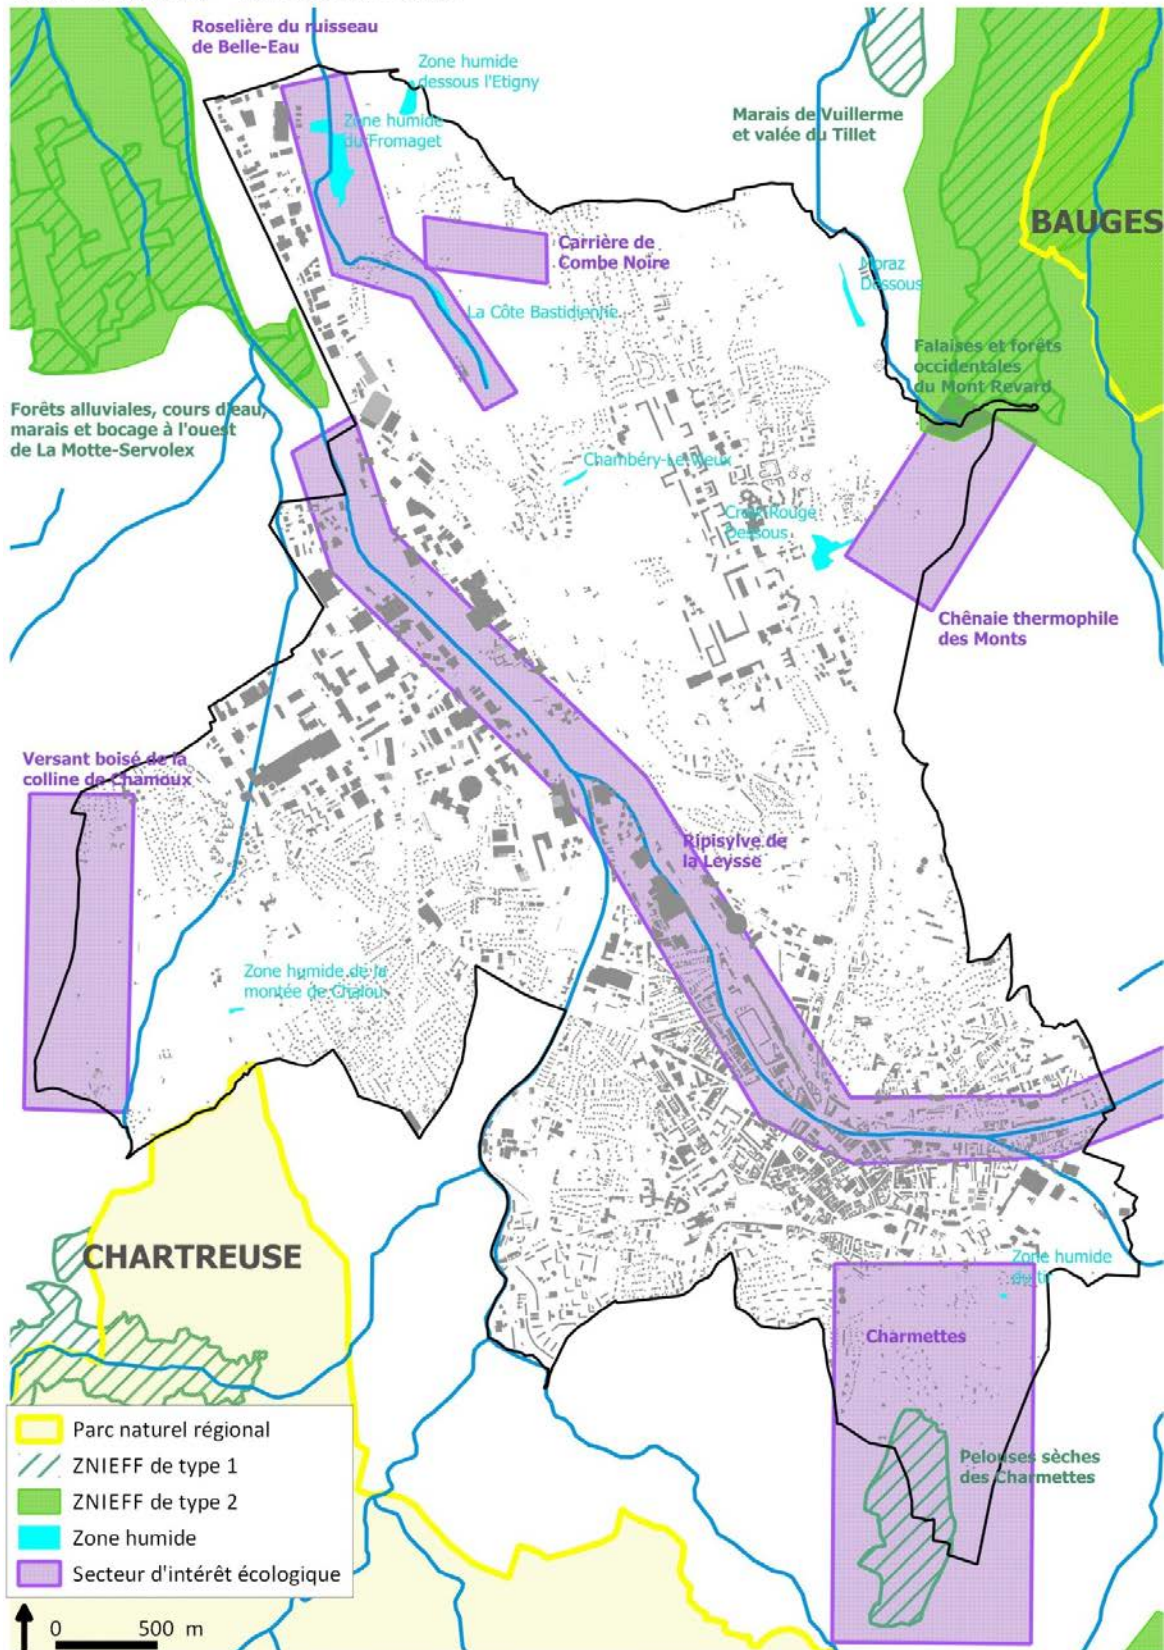 Roselière du ruisseau
de Belle-Eau
Zone humide
dessous l'Etigny
Zone humide
du Fromaget
Marais de Vuillerme
et valée du Tillet
BAUGES
Carrière de
Combe Noire
Noraz
Dessous
La Côte Bastidienne
Falaises et forêts
occidentales
du Mont Revard
Forêts alluviales, cours d'eau,
marais et bocage à l'ouest
de La Motte-Servolex
Chambéry-Le-Vieux
Croix Rouge
Dessous
Chênaie thermophile
des Monts
Versant boisé de la
colline de Chamoux
Ripisylve de
la Leysse
Zone humide de la
montée de Chalou
CHARTREUSE
Zone humide
du tir
Charmettes
Pelouses sèches
des Charmettes
Parc naturel régional
ZNIEFF de type 1
ZNIEFF de type 2
Zone humide
Secteur d'intérêt écologique
0 500 m